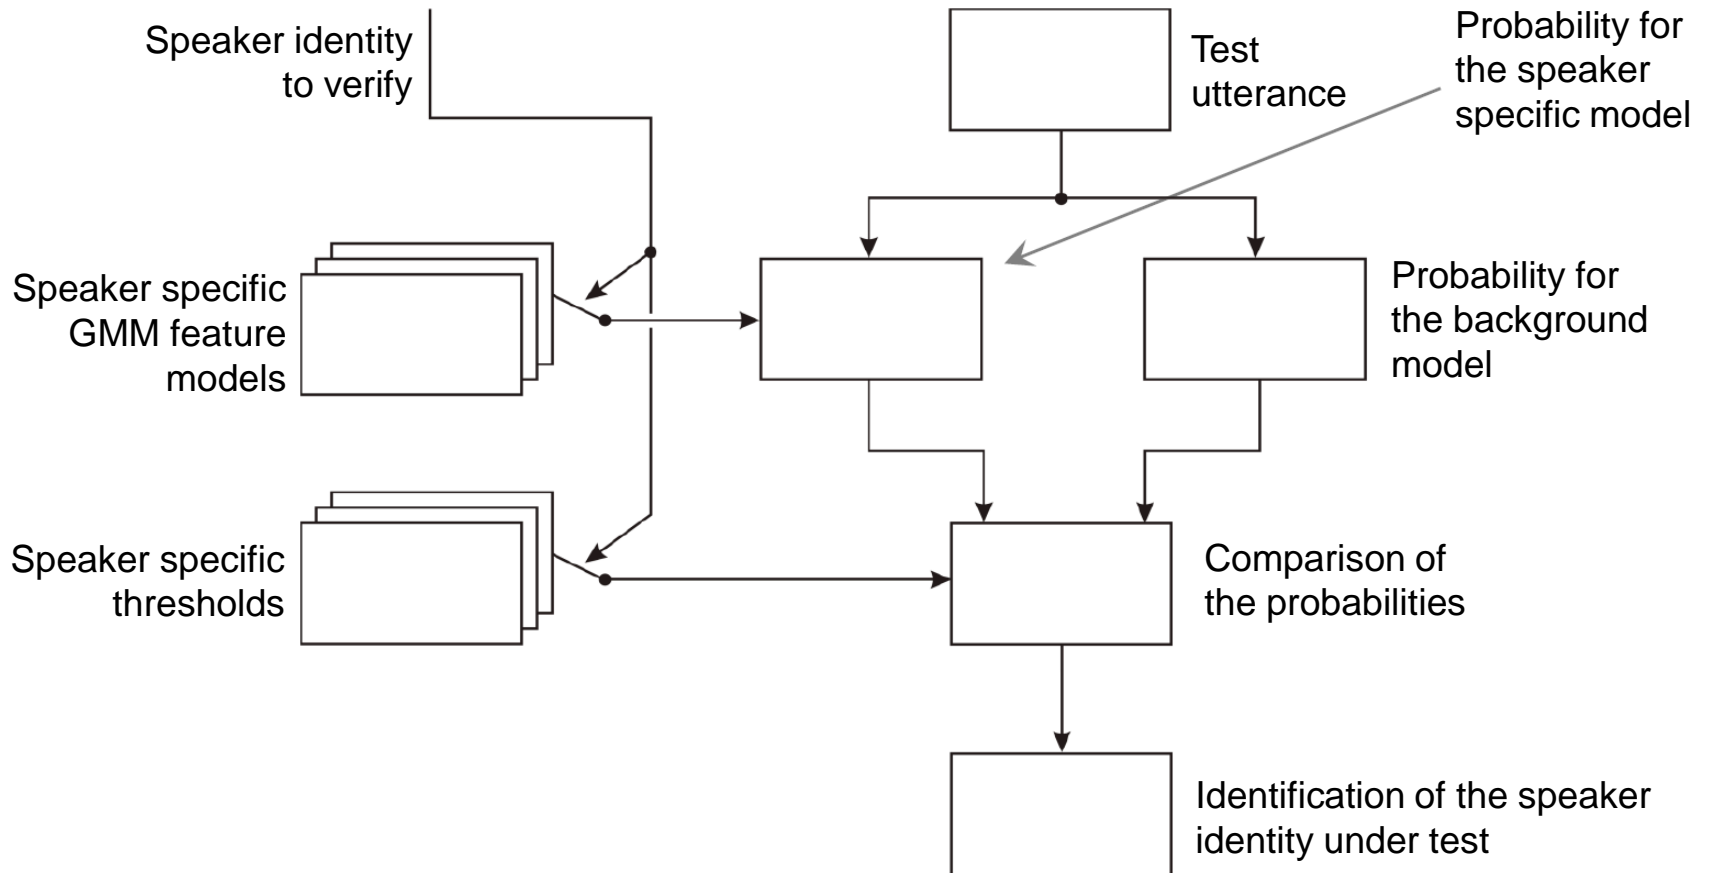 Speaker identity
to verify
Test
utterance
Probability for
the speaker
specific model
Speaker specific
GMM feature
models
Probability for
the background
model
Speaker specific
thresholds
Comparison of
the probabilities
Identification of the speaker
identity under test